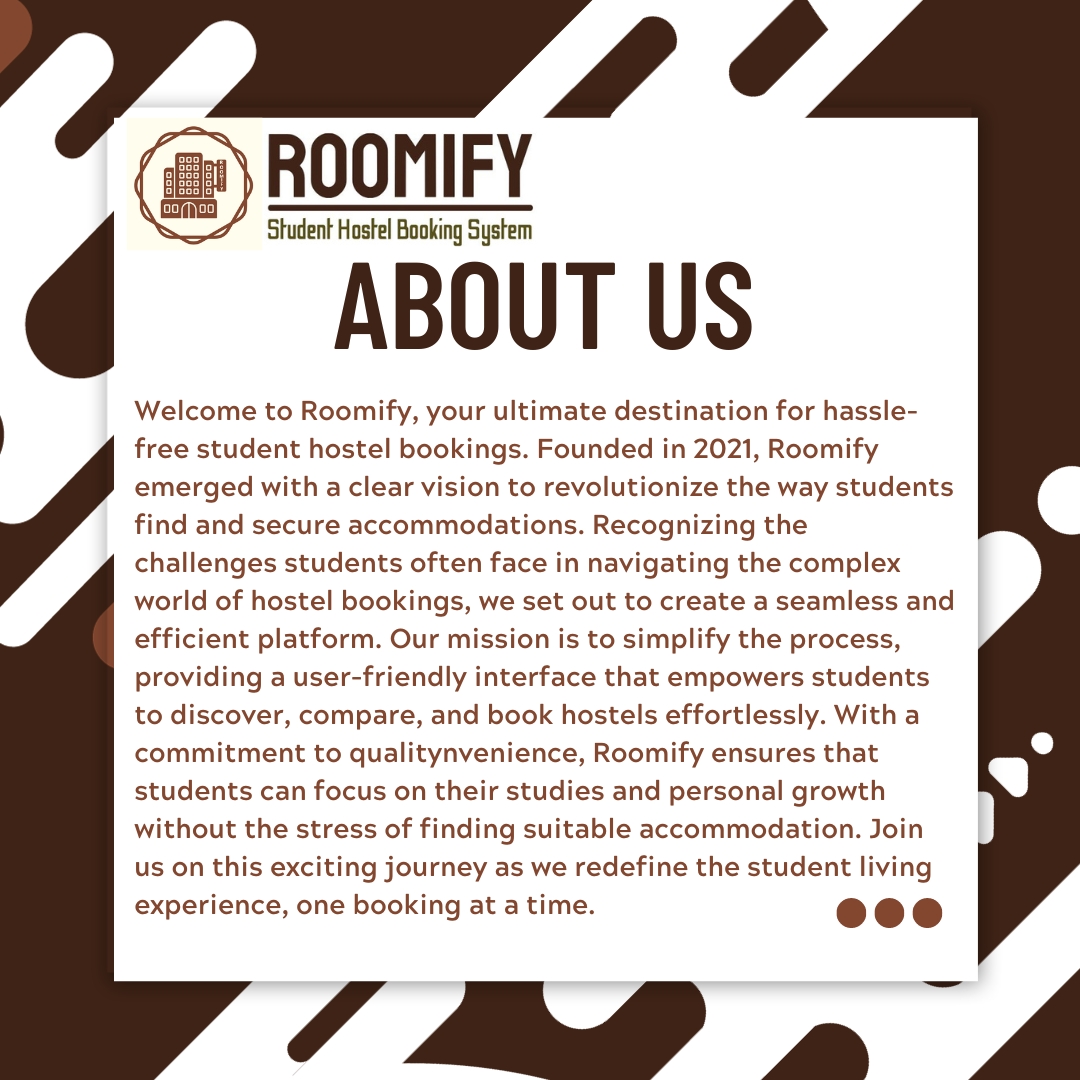 ROOMIFY
Student Hostel Booking System
ABOUT US
Welcome to Roomify, your ultimate destination for hassle-
free student hostel bookings. Founded in 2021, Roomify
emerged with a clear vision to revolutionize the way students
find and secure accommodations. Recognizing the
challenges students often face in navigating the complex
world of hostel bookings, we set out to create a seamless and
efficient platform. Our mission is to simplify the process,
providing a user-friendly interface that empowers students
to discover, compare, and book hostels effortlessly. With a
commitment to qualitynvenience, Roomify ensures that
students can focus on their studies and personal growth
without the stress of finding suitable accommodation. Join
us on this exciting journey as we redefine the student living
experience, one booking at a time.